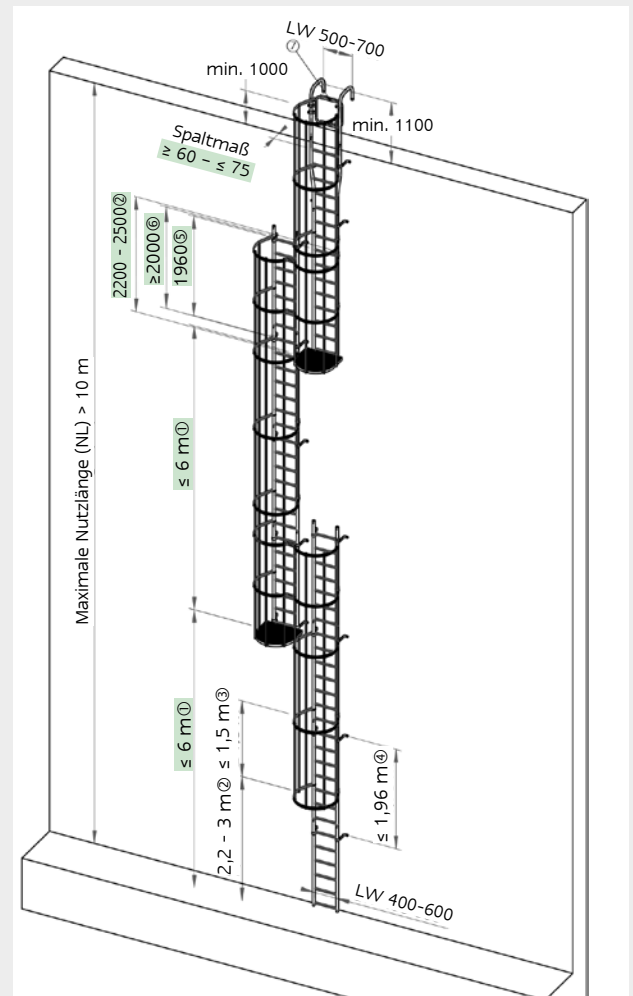 LW 500-700
⑦
min. 1000
min. 1100
Spaltmaß
≥ 60 – ≤ 75
2200 - 2500②
≥2000⑥
1960⑤
Maximale Nutzlänge (NL) > 10 m
≤ 6 m①
≤ 6 m①
2,2 - 3 m② ≤ 1,5 m③
≤ 1,96 m④
LW 400-600